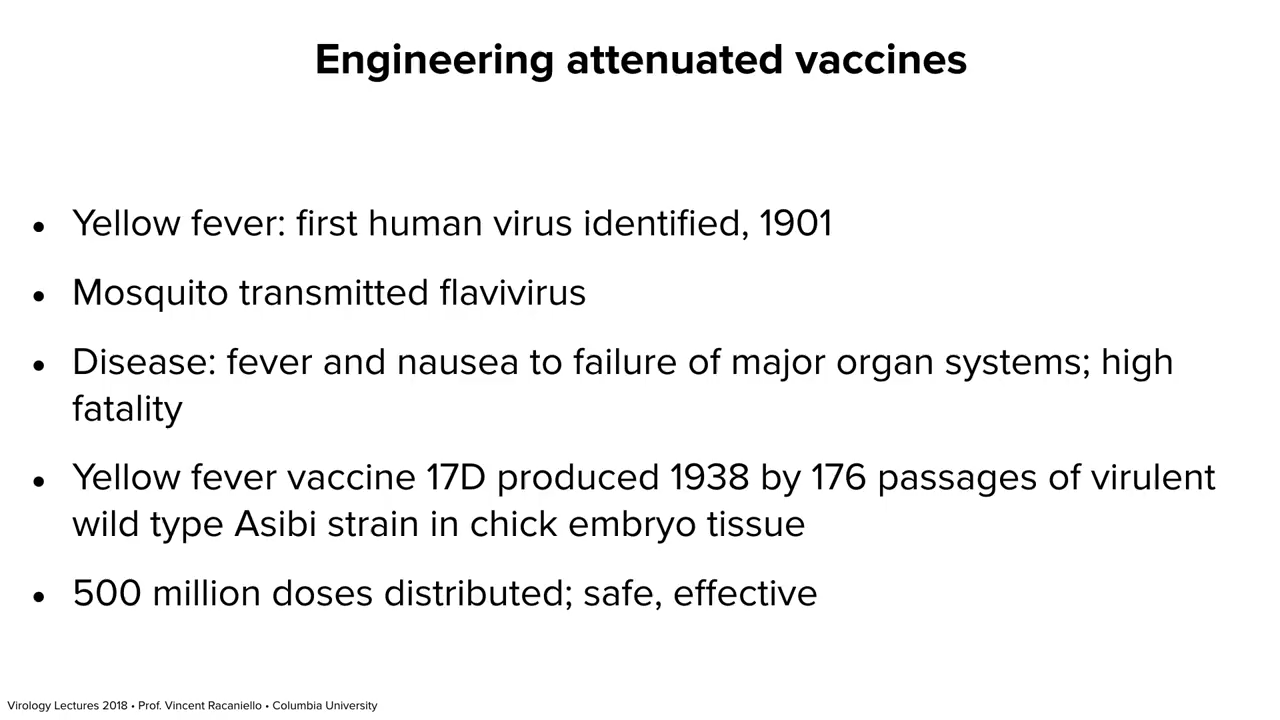 Engineering attenuated vaccines
• Yellow fever: first human virus identified, 1901
• Mosquito transmitted flavivirus
• Disease: fever and nausea to failure of major organ systems; high
fatality
• Yellow fever vaccine 17D produced 1938 by 176 passages of virulent
wild type Asibi strain in chick embryo tissue
• 500 million doses distributed; safe, effective
Virology Lectures 2018 • Prof. Vincent Racaniello • Columbia University